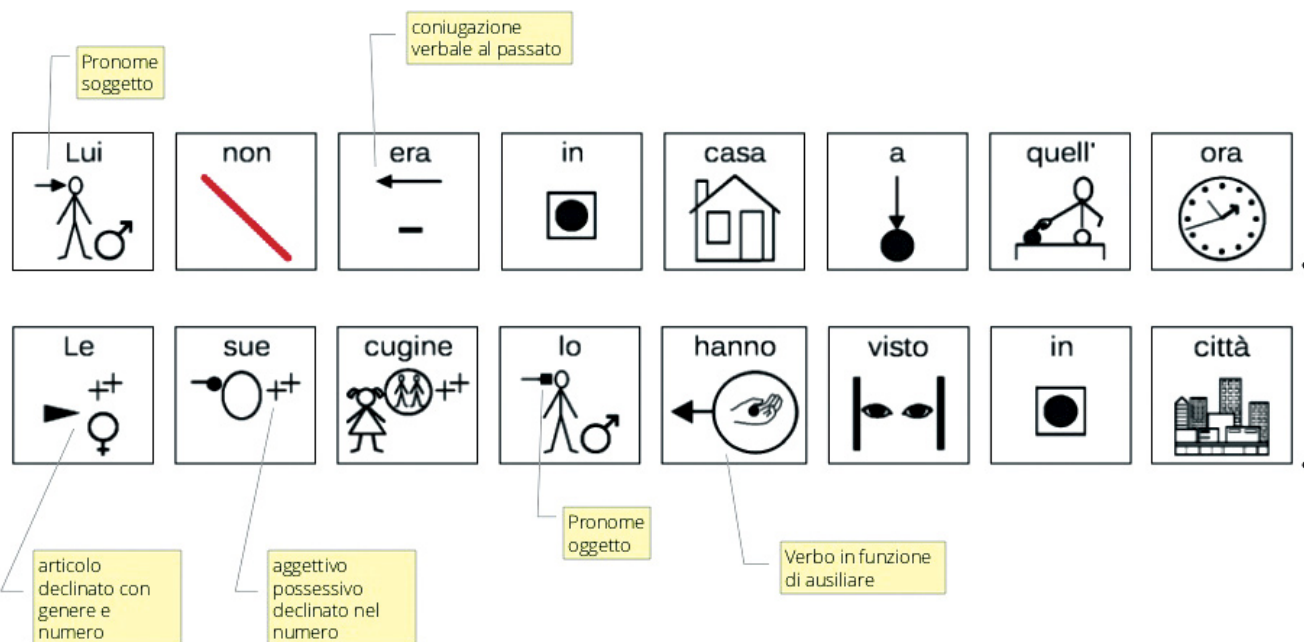 coniugazione
verbale al passato
Pronome
soggetto
Lui non era in casa a quell' ora .
Le sue cugine lo hanno visto in città .
Pronome
oggetto
Verbo in funzione
di ausiliare
articolo
declinato con
genere e
numero
aggettivo
possessivo
declinato nel
numero